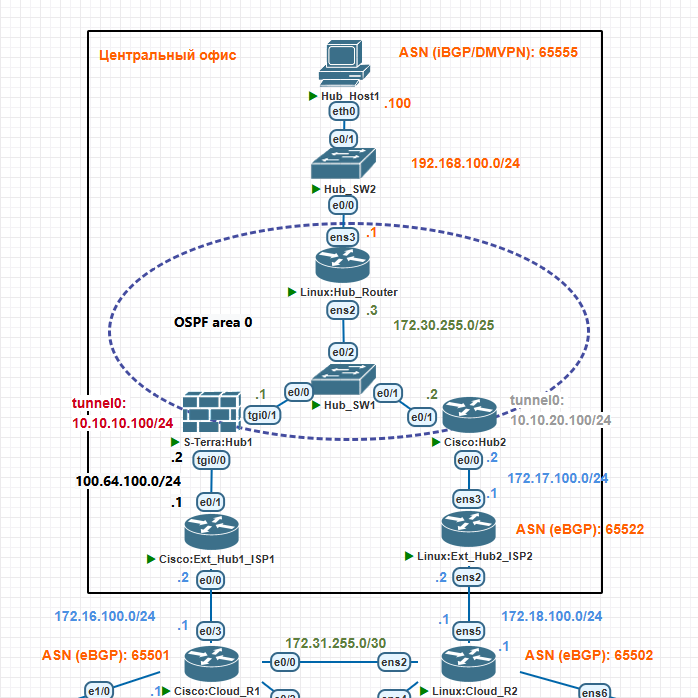 Центральный офис
ASN (iBGP/DMVPN): 65555
Hub_Host1
eth0
.100
e0/1
192.168.100.0/24
Hub_SW2
e0/0
ens3
.1
Linux:Hub_Router
OSPF area 0
ens2
.3
172.30.255.0/25
e0/2
.1
e0/0
e0/1
.2
tunnel0:
10.10.10.100/24
tgi0/1
Hub_SW1
e0/1
tunnel0:
10.10.20.100/24
S-Terra:Hub1
Cisco:Hub2
.2
tgi0/0
e0/0
.2
100.64.100.0/24
172.17.100.0/24
.1
e0/1
ens3
.1
ASN (eBGP): 65522
Cisco:Ext_Hub1_ISP1
Linux:Ext_Hub2_ISP2
.2
e0/0
.2
ens2
172.16.100.0/24
172.18.100.0/24
.1
e0/3
.1
ens5
172.31.255.0/30
.1
ASN (eBGP): 65501
e0/0
ens2
ASN (eBGP): 65502
e1/0
.1
Cisco:Cloud_R1
Linux:Cloud_R2
ens6